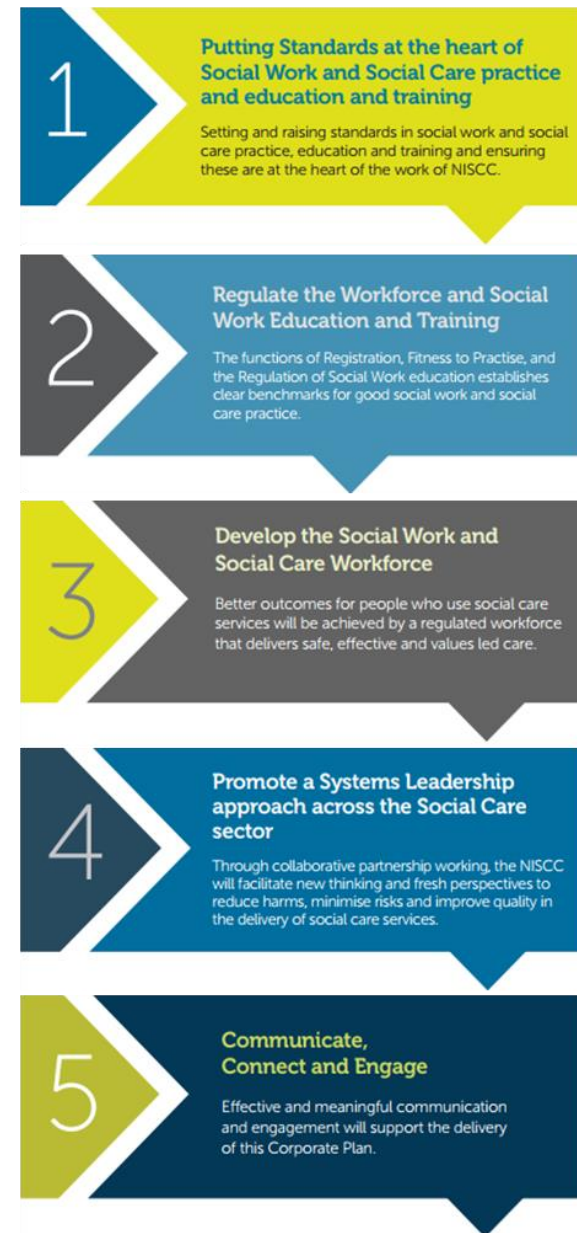 1
Putting Standards at the heart of
Social Work and Social Care practice
and education and training
Setting and raising standards in social work and social
care practice, education and training and ensuring
these are at the heart of the work of NISCC.
2
Regulate the Workforce and Social
Work Education and Training
The functions of Registration, Fitness to Practise, and
the Regulation of Social Work education establishes
clear benchmarks for good social work and social
care practice.
3
Develop the Social Work and
Social Care Workforce
Better outcomes for people who use social care
services will be achieved by a regulated workforce
that delivers safe, effective and values led care.
4
Promote a Systems Leadership
approach across the Social Care
sector
Through collaborative partnership working, the NISCC
will facilitate new thinking and fresh perspectives to
reduce harms, minimise risks and improve quality in
the delivery of social care services.
5
Communicate,
Connect and Engage
Effective and meaningful communication
and engagement will support the delivery
of this Corporate Plan.